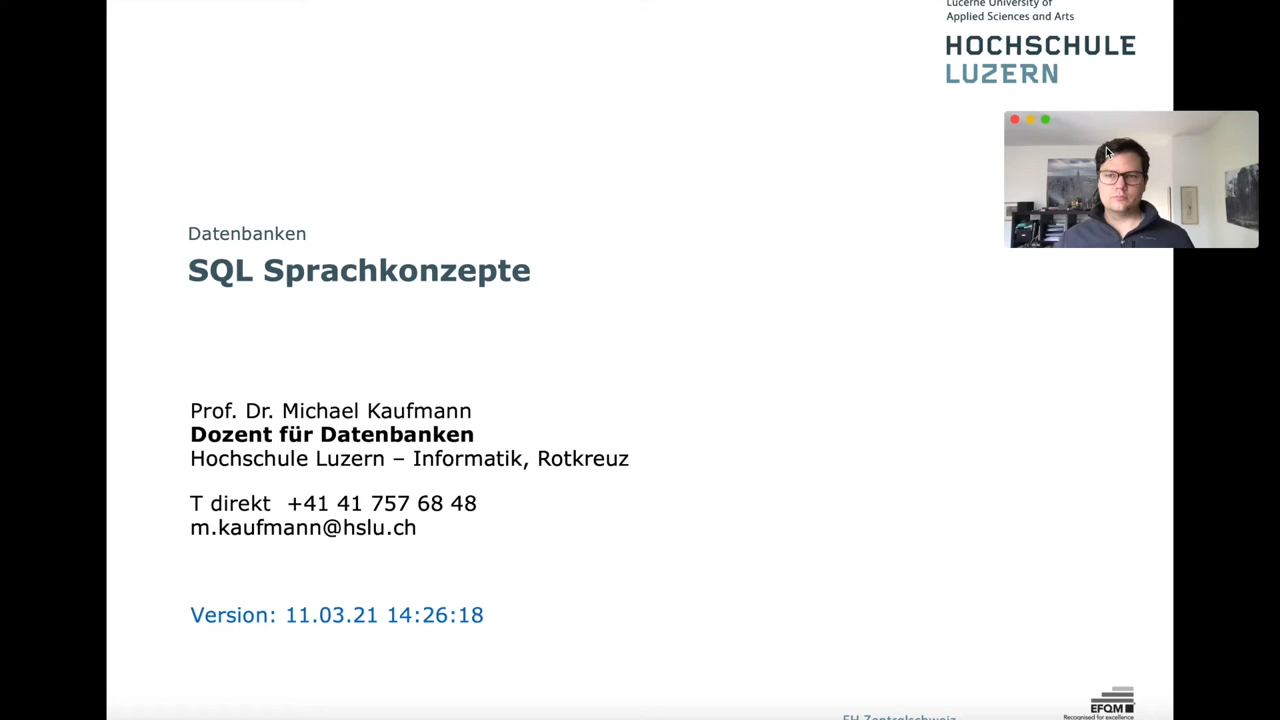 Lucerne University of
Applied Sciences and Arts
HOCHSCHULE
LUZERN
Datenbanken
SQL Sprachkonzepte
Prof. Dr. Michael Kaufmann
Dozent für Datenbanken
Hochschule Luzern – Informatik, Rotkreuz
T direkt +41 41 757 68 48
m.kaufmann@hslu.ch
Version: 11.03.21 14:26:18
EFQM
Recognised for excellence
FH Zentralschweiz